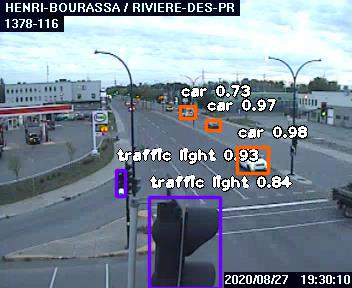 HENRI-BOURASSA / RIVIERE-DES-PR
1378-116
car 0.73
car 0.97
car 0.98
traffic light 0.93
traffic light 0.84
2020/08/27 19:30:10